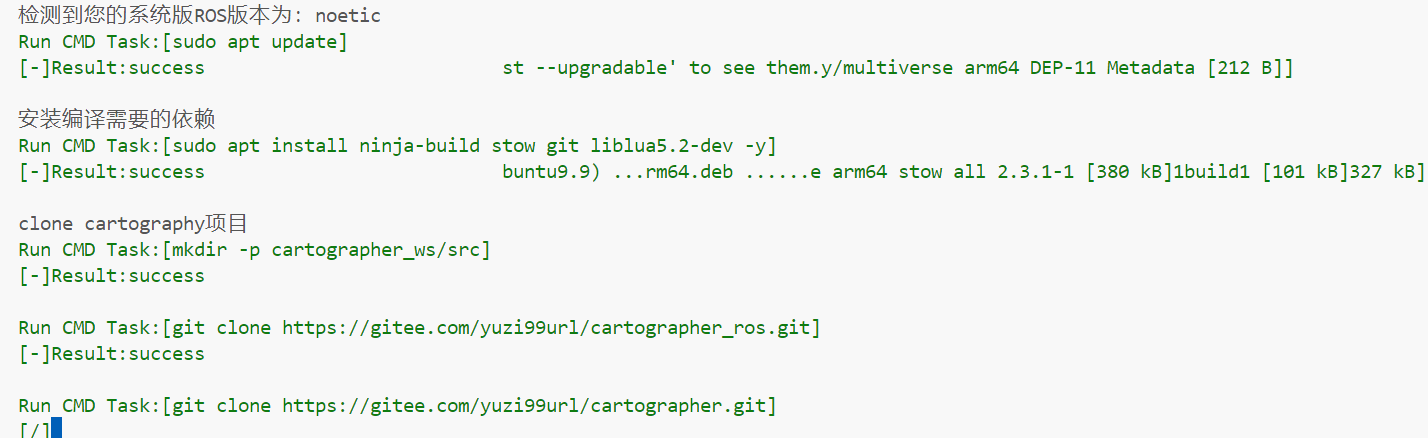 检测到您的系统版ROS版本为: noetic
Run CMD Task:[sudo apt update]
[-]Result:success st --upgradable' to see them.y/multiverse arm64 DEP-11 Metadata [212 B]]
安装编译需要的依赖
Run CMD Task:[sudo apt install ninja-build stow git liblua5.2-dev -y]
[-]Result:success buntu9.9) ...rm64.deb ......e arm64 stow all 2.3.1-1 [380 kB]1build1 [101 kB]327 kB]
clone cartography项目
Run CMD Task:[mkdir -p cartographer_ws/src]
[-]Result:success
Run CMD Task:[git clone https://gitee.com/yuzi99url/cartographer_ros.git]
[-]Result:success
Run CMD Task:[git clone https://gitee.com/yuzi99url/cartographer.git]
[/]